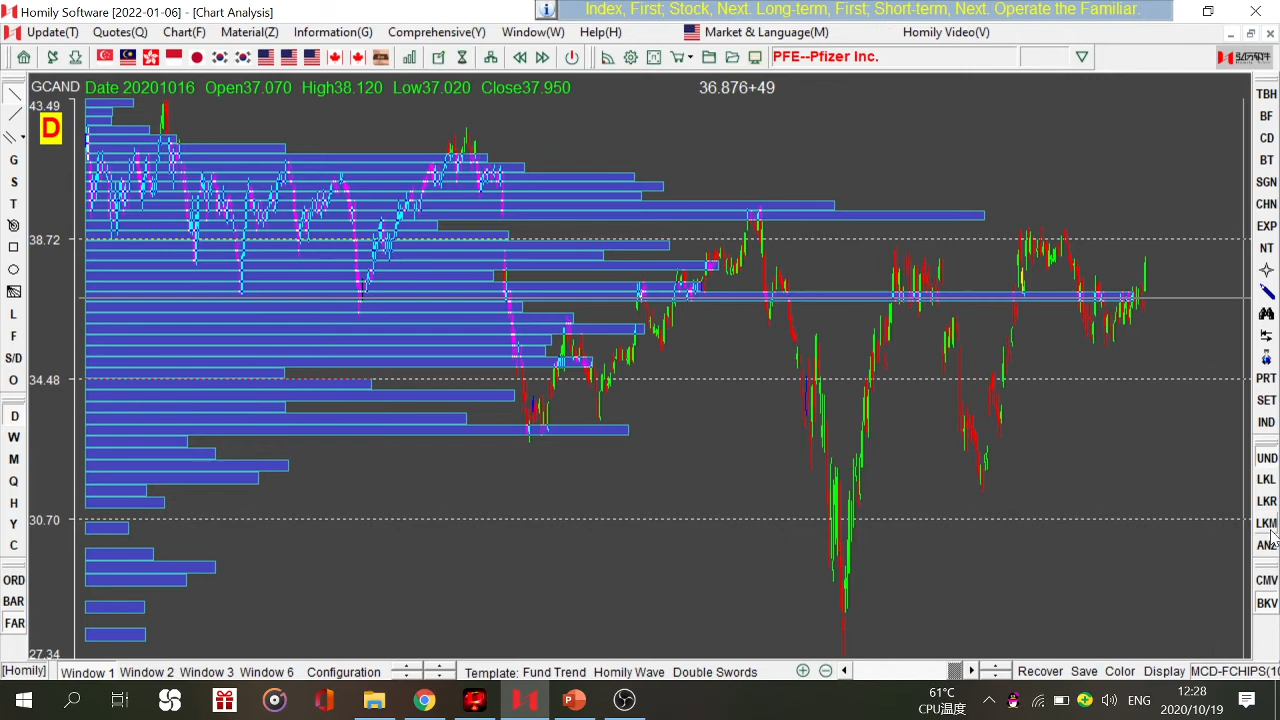 Homily Software [2022-01-06] - [Chart Analysis]
Index, First; Stock, Next. Long-term, First; Short-term, Next. Operate the Familiar.
Update(T) Quotes(Z) Chart(F) Material(Z) Information(G) Comprehensive(Y) Window(W) Help(H) Market & Language(M) Homily Video(V)
PFE--Pfizer Inc.
GCAND Date 20201016 Open37.070 High38.120 Low37.020 Close37.950 36.876+49
43.49
D
38.72
34.48
30.70
27.34
G
S
T
L
F
S/D
O
D
W
M
Q
H
Y
C
ORD
BAR
FAR
TBH
BF
CD
BT
SGN
CHN
EXP
NT
PRT
SET
IND
UND
LKL
LKR
LKM
CMV
BKV
[Homily] Window 1 Window 2 Window 3 Window 6 Configuration Template: Fund Trend Homily Wave Double Swords Recover Save Color Display MCD-FCHIPS(10
61°C
CPU温度
ENG
12:28
2020/10/19